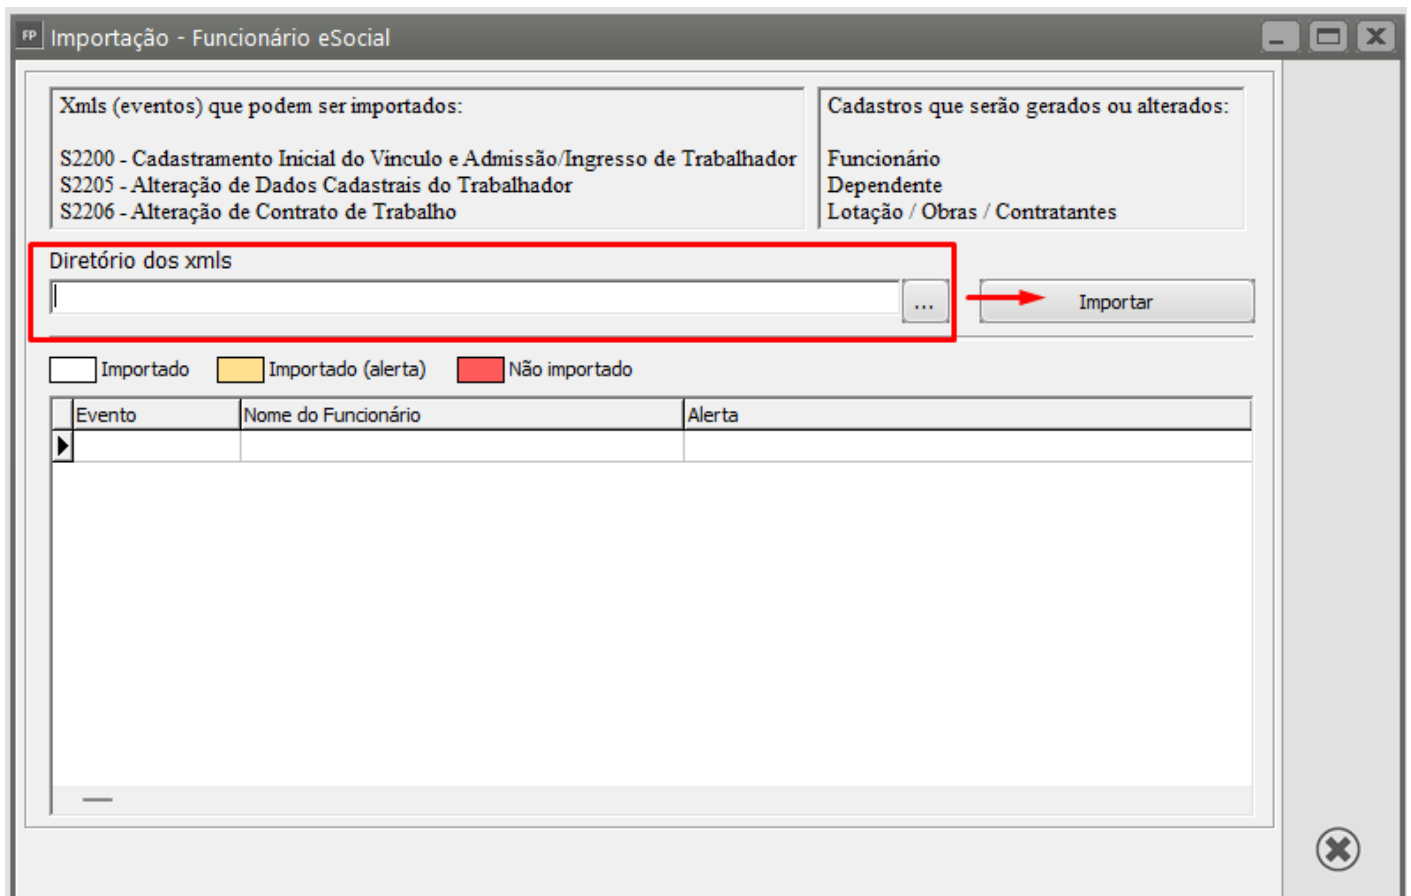 FP Importação - Funcionário eSocial
Xmls (eventos) que podem ser importados:
S2200 - Cadastramento Inicial do Vínculo e Admissão/Ingresso de Trabalhador
S2205 - Alteração de Dados Cadastrais do Trabalhador
S2206 - Alteração de Contrato de Trabalho
Cadastros que serão gerados ou alterados:
Funcionário
Dependente
Lotação / Obras / Contratantes
Diretório dos xmls
... Importar
Importado Importado (alerta) Não importado
Evento Nome do Funcionário Alerta